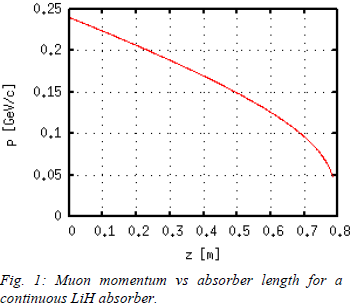 0.25
0.2
0.15
0.1
0.05
0
p [GeV/c]
0 0.1 0.2 0.3 0.4 0.5 0.6 0.7 0.8
z [m]
Fig. 1: Muon momentum vs absorber length for a
continuous LiH absorber.